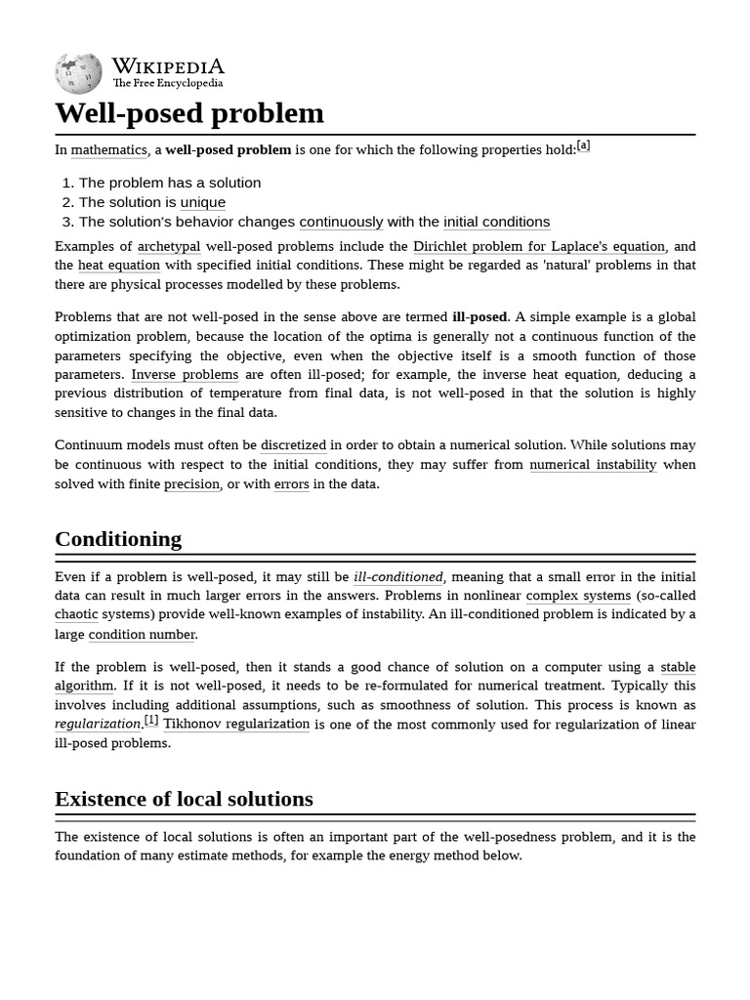 WIKIPEDIA
The Free Encyclopedia
Well-posed problem
In mathematics, a well-posed problem is one for which the following properties hold:[a]
1. The problem has a solution
2. The solution is unique
3. The solution's behavior changes continuously with the initial conditions
Examples of archetypal well-posed problems include the Dirichlet problem for Laplace's equation, and
the heat equation with specified initial conditions. These might be regarded as 'natural' problems in that
there are physical processes modelled by these problems.
Problems that are not well-posed in the sense above are termed ill-posed. A simple example is a global
optimization problem, because the location of the optima is generally not a continuous function of the
parameters specifying the objective, even when the objective itself is a smooth function of those
parameters. Inverse problems are often ill-posed; for example, the inverse heat equation, deducing a
previous distribution of temperature from final data, is not well-posed in that the solution is highly
sensitive to changes in the final data.
Continuum models must often be discretized in order to obtain a numerical solution. While solutions may
be continuous with respect to the initial conditions, they may suffer from numerical instability when
solved with finite precision, or with errors in the data.
Conditioning
Even if a problem is well-posed, it may still be ill-conditioned, meaning that a small error in the initial
data can result in much larger errors in the answers. Problems in nonlinear complex systems (so-called
chaotic systems) provide well-known examples of instability. An ill-conditioned problem is indicated by a
large condition number.
If the problem is well-posed, then it stands a good chance of solution on a computer using a stable
algorithm. If it is not well-posed, it needs to be re-formulated for numerical treatment. Typically this
involves including additional assumptions, such as smoothness of solution. This process is known as
regularization.[1] Tikhonov regularization is one of the most commonly used for regularization of linear
ill-posed problems.
Existence of local solutions
The existence of local solutions is often an important part of the well-posedness problem, and it is the
foundation of many estimate methods, for example the energy method below.